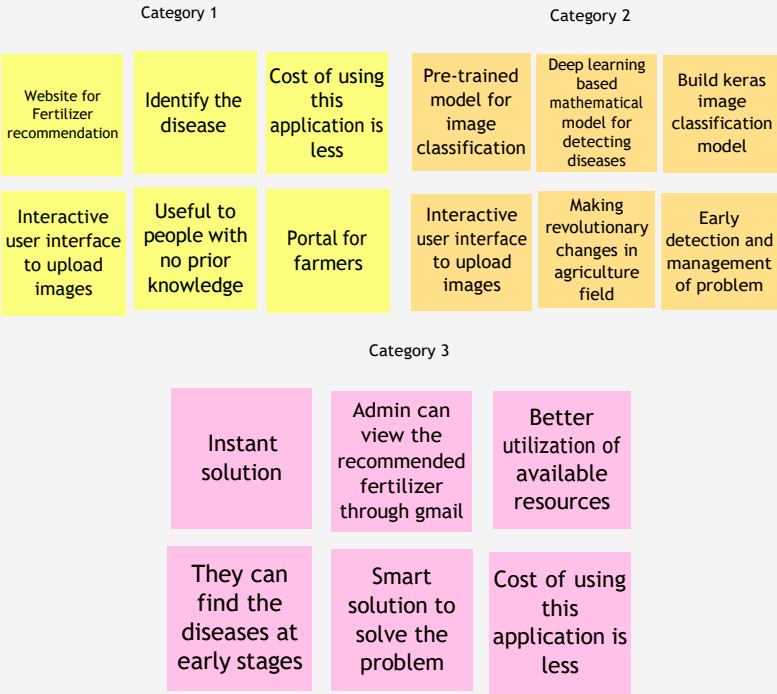 Category 1
Website for
Fertilizer
recommendation
Identify the
disease
Cost of using
this
application is
less
Interactive
user interface
to upload
images
Useful to
people with
no prior
knowledge
Portal for
farmers
Category 2
Pre-trained
model for
image
classification
Deep learning
based
mathematical
model for
detecting
diseases
Build keras
image
classification
model
Interactive
user interface
to upload
images
Making
revolutionary
changes in
agriculture
field
Early
detection and
management
of problem
Category 3
Instant
solution
Admin can
view the
recommended
fertilizer
through gmail
Better
utilization of
available
resources
They can
find the
diseases at
early stages
Smart
solution to
solve the
problem
Cost of using
this
application is
less